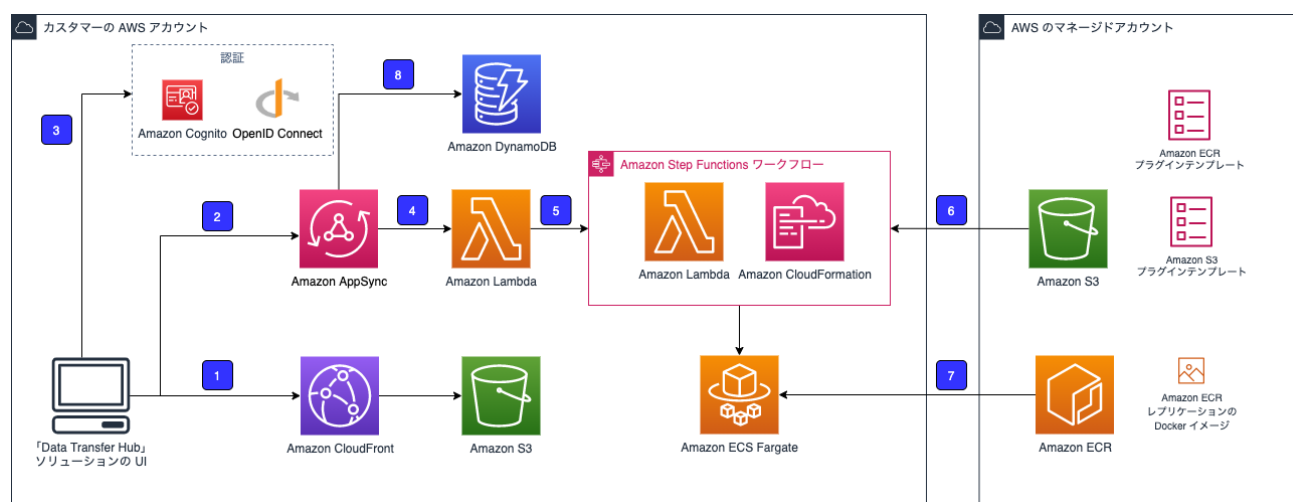 カスタマーの AWS アカウント
AWS のマネージドアカウント
認証
8
3
Amazon Cognito
OpenID Connect
Amazon DynamoDB
Amazon ECR
プラグインテンプレート
Amazon Step Functions ワークフロー
2
4
5
6
Amazon AppSync
Amazon Lambda
Amazon Lambda
Amazon CloudFormation
Amazon S3
Amazon S3
プラグインテンプレート
1
7
Amazon ECR
レプリケーションの
Docker イメージ
「Data Transfer Hub」
ソリューションの UI
Amazon CloudFront
Amazon S3
Amazon ECS Fargate
Amazon ECR